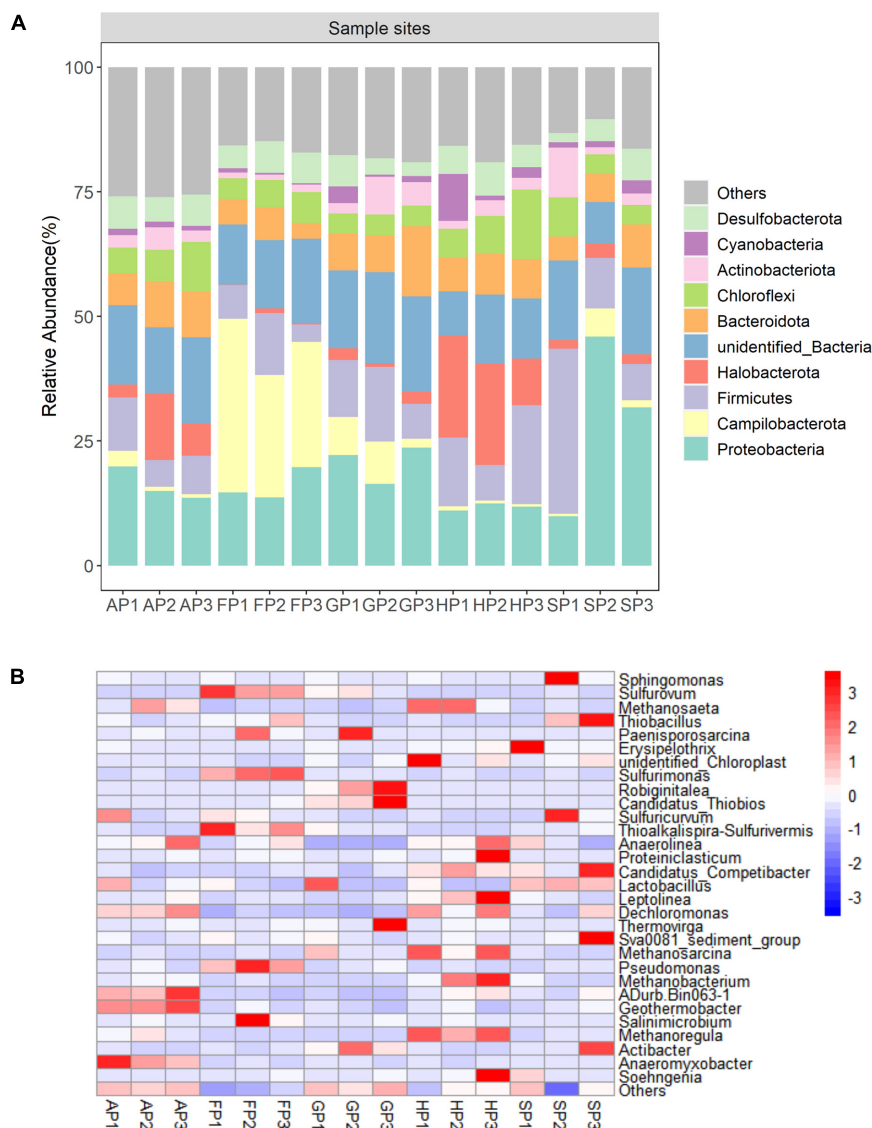 A
Sample sites
Relative Abundance(%)
100
75
50
25
0
AP1 AP2 AP3 FP1 FP2 FP3 GP1 GP2 GP3 HP1 HP2 HP3 SP1 SP2 SP3
Others
Desulfobacterota
Cyanobacteria
Actinobacteriota
Chloroflexi
Bacteroidota
unidentified_Bacteria
Halobacterota
Firmicutes
Campilobacterota
Proteobacteria
B
Sphingomonas
Sulfurovum
Methanosaeta
Thiobacillus
Paenisporosarcina
Erysipelothrix
unidentified_Chloroplast
Sulfurimonas
Robiginitalea
Candidatus_Thiobios
Sulfuricurvum
Thioalkalispira-Sulfurivermis
Anaerolinea
Proteiniclasticum
Candidatus_Competibacter
Lactobacillus
Leptolinea
Dechloromonas
Thermovirga
Sva0081_sediment_group
Methanosarcina
Pseudomonas
Methanobacterium
ADurb.Bin063-1
Geothermobacter
Salinimicrobium
Methanoregula
Actibacter
Anaeromyxobacter
Soehngenia
Others
AP1 AP2 AP3 FP1 FP2 FP3 GP1 GP2 GP3 HP1 HP2 HP3 SP1 SP2 SP3
3
2
1
0
-1
-2
-3